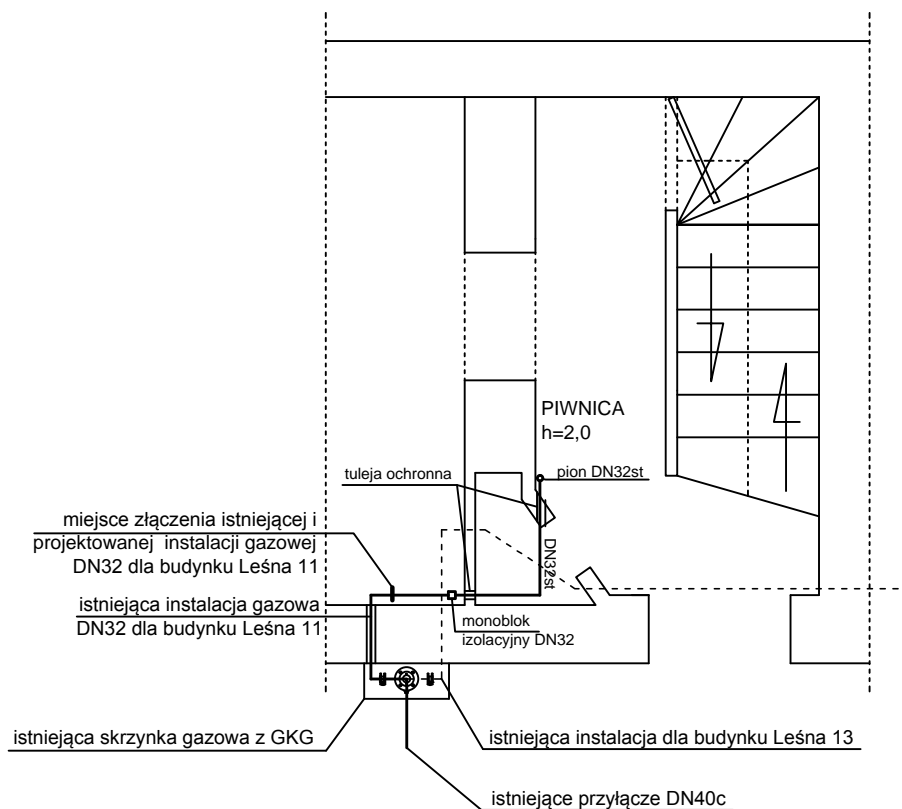 PIWNICA
h=2,0
tuleja ochronna
pion DN32st
DN32st
miejsce złączenia istniejącej i
projektowanej instalacji gazowej
DN32 dla budynku Leśna 11
istniejąca instalacja gazowa
DN32 dla budynku Leśna 11
monoblok
izolacyjny DN32
istniejąca skrzynka gazowa z GKG
istniejąca instalacja dla budynku Leśna 13
istniejące przyłącze DN40c